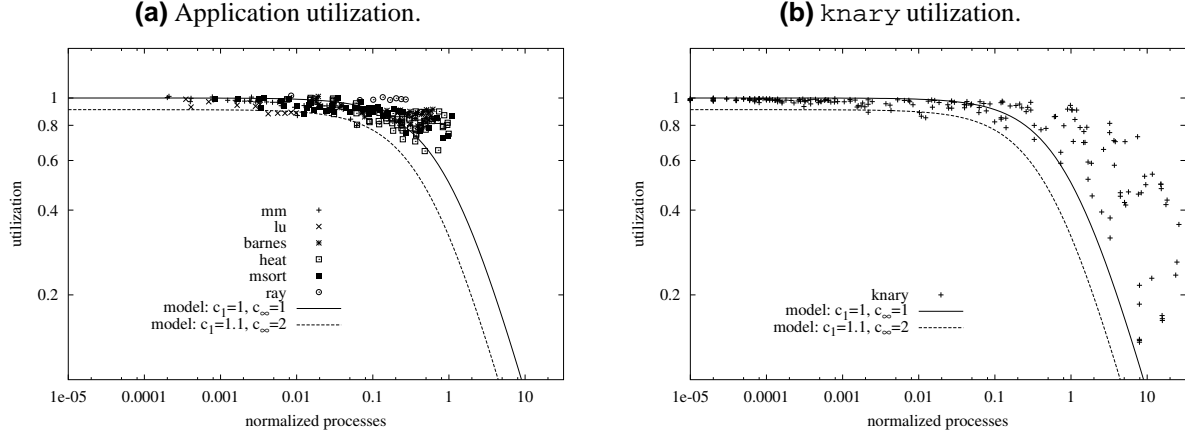 (a) Application utilization.
1
0.8
0.6
0.4
0.2
utilization
mm
lu
barnes
heat
msort
ray
model: c₁=1, c∞=1
model: c₁=1.1, c∞=2
1e-05 0.0001 0.001 0.01 0.1 1 10
normalized processes
(b) knary utilization.
1
0.8
0.6
0.4
0.2
utilization
knary
model: c₁=1, c∞=1
model: c₁=1.1, c∞=2
1e-05 0.0001 0.001 0.01 0.1 1 10
normalized processes